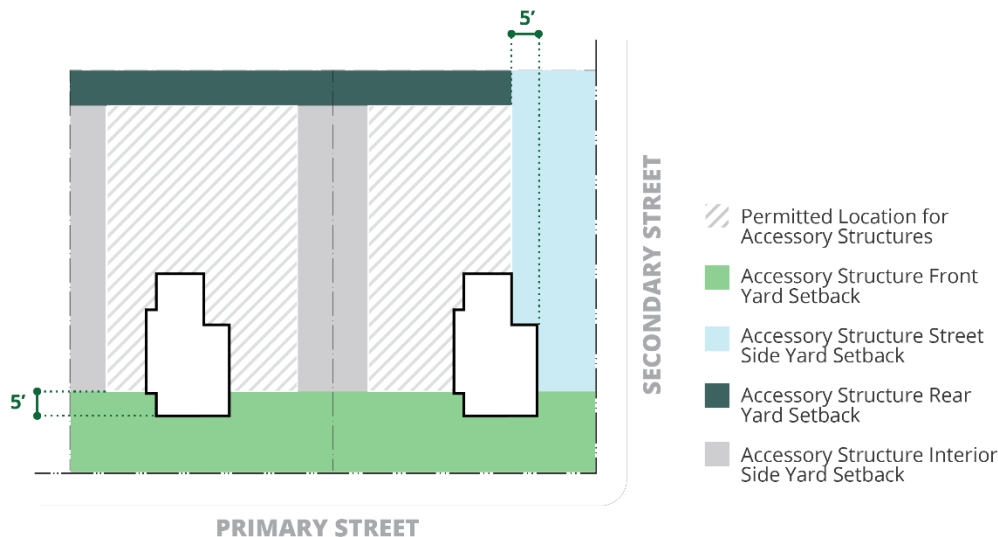 5’
SECONDARY STREET
Permitted Location for
Accessory Structures
Accessory Structure Front
Yard Setback
Accessory Structure Street
Side Yard Setback
Accessory Structure Rear
Yard Setback
Accessory Structure Interior
Side Yard Setback
5’
PRIMARY STREET